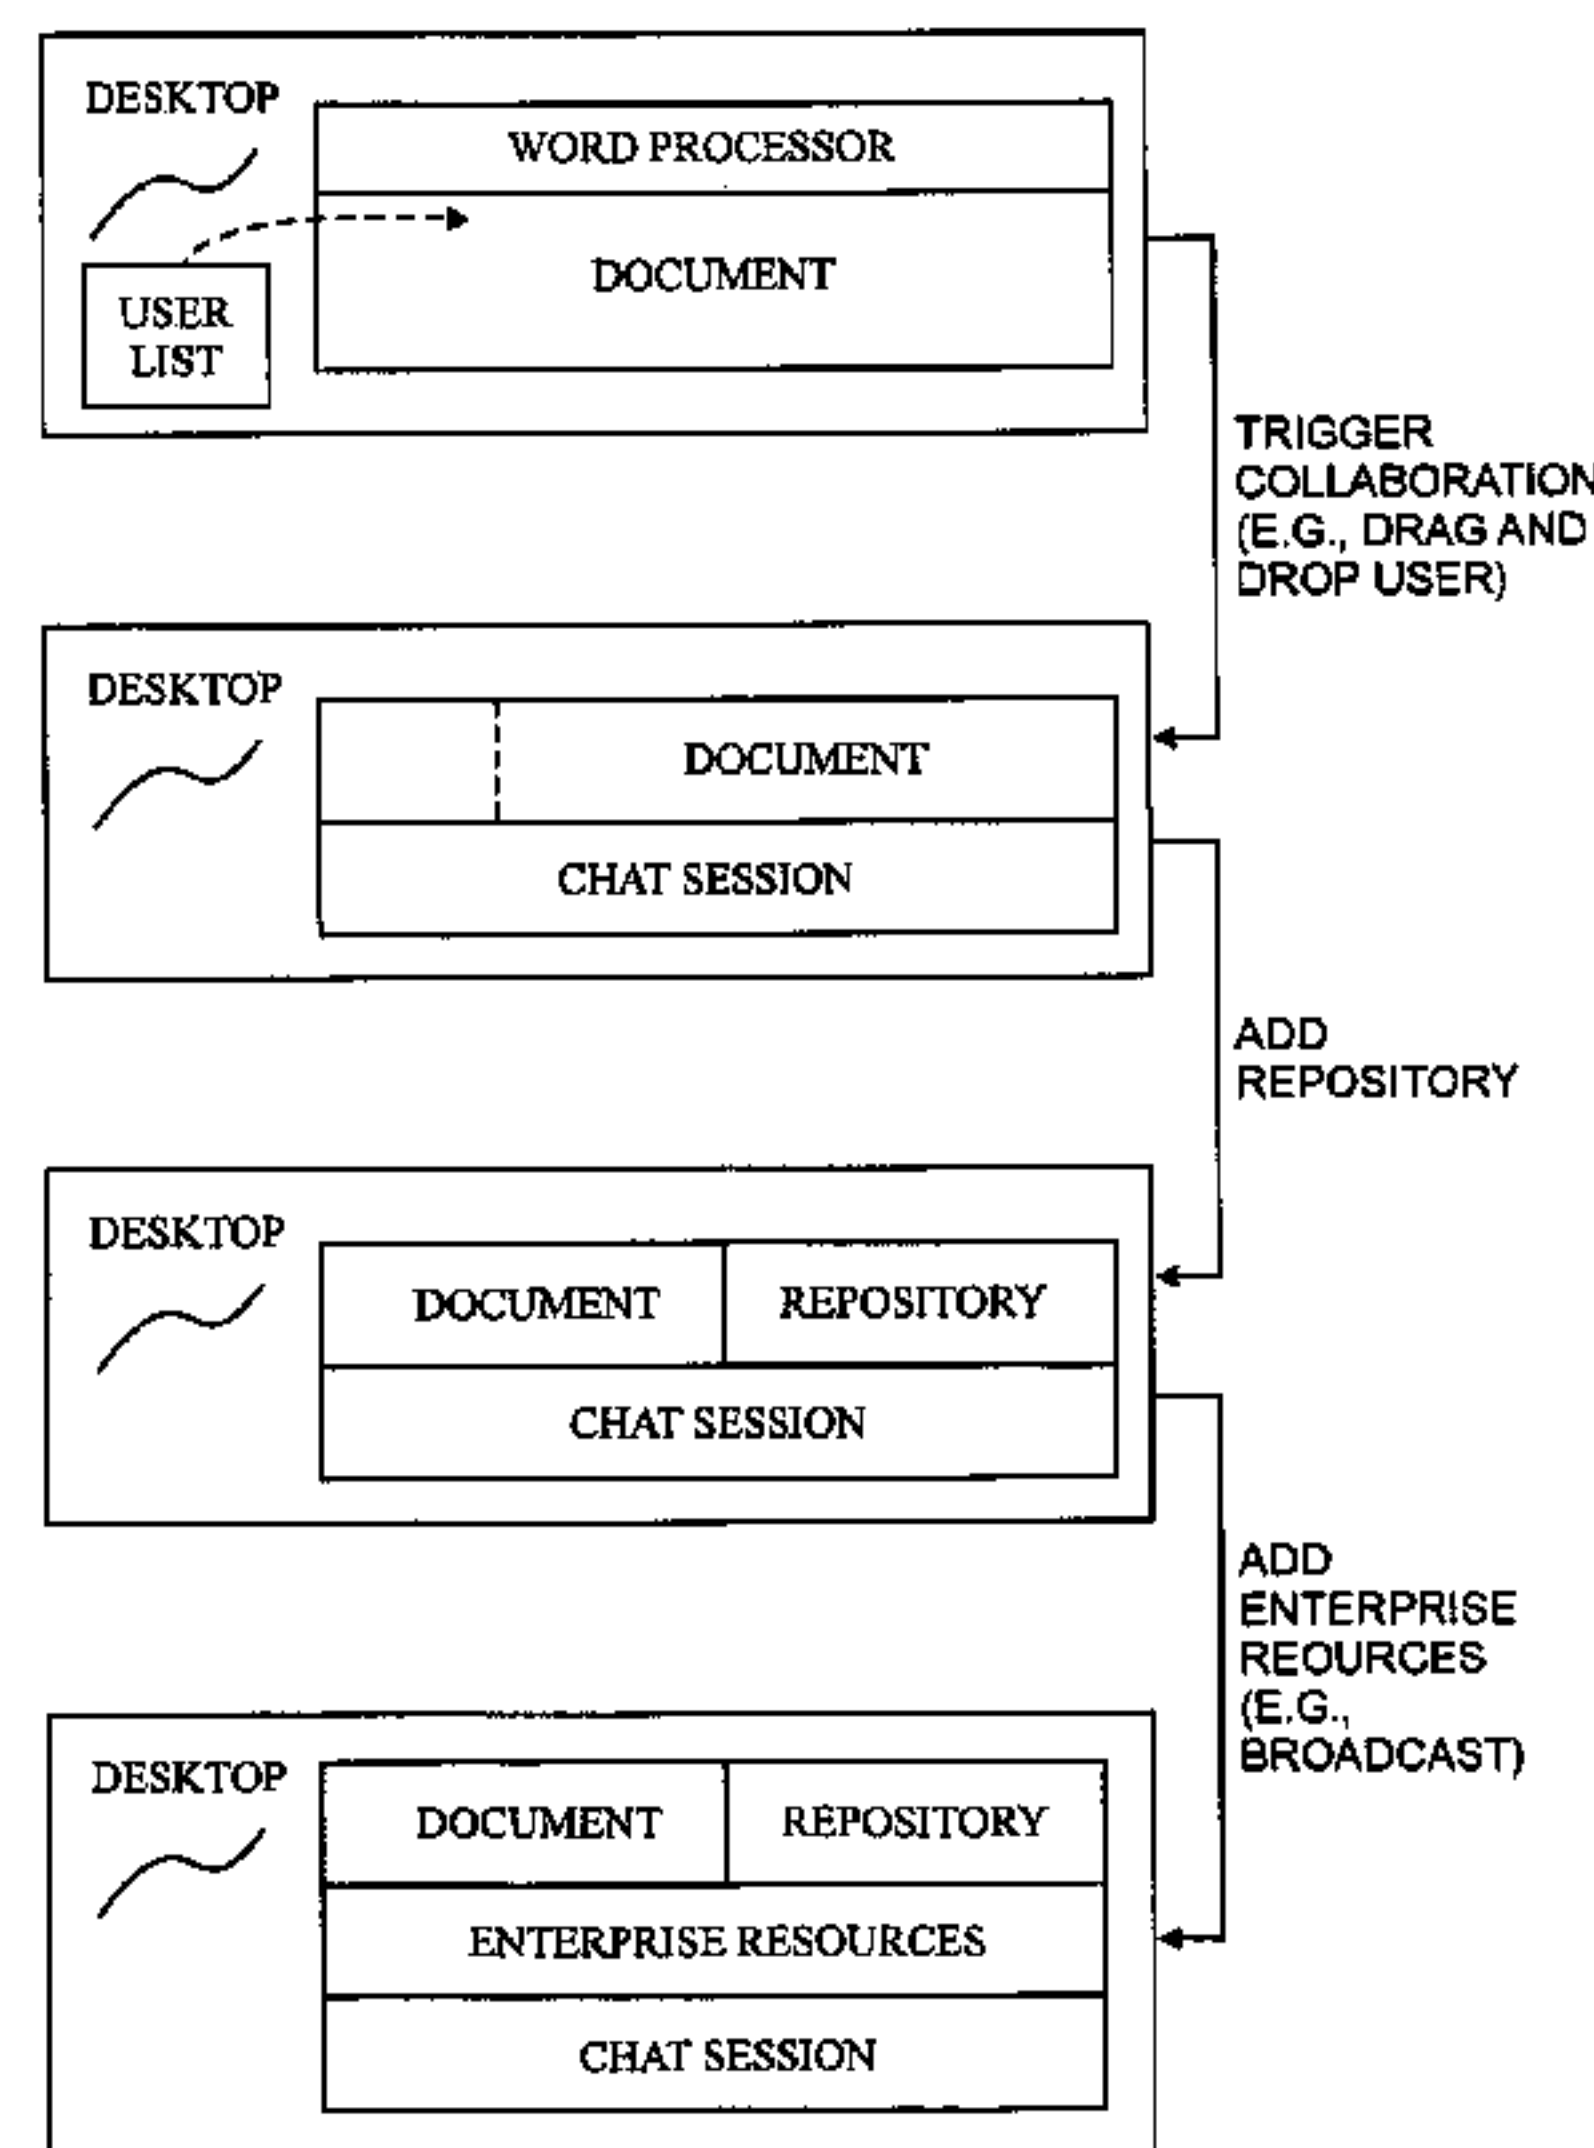 DESKTOP
WORD PROCESSOR
DOCUMENT
USER
LIST
TRIGGER
COLLABORATION
(E.G., DRAG AND
DROP USER)
DESKTOP
DOCUMENT
CHAT SESSION
ADD
REPOSITORY
DESKTOP
DOCUMENT
REPOSITORY
CHAT SESSION
ADD
ENTERPRISE
REOURCES
(E.G.,
BROADCAST)
DESKTOP
DOCUMENT
REPOSITORY
ENTERPRISE RESOURCES
CHAT SESSION